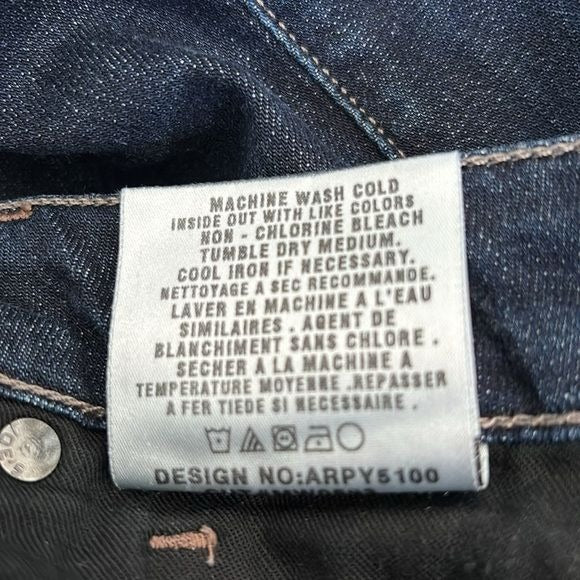 MACHINE WASH COLD
INSIDE OUT WITH LIKE COLORS
NON - CHLORINE BLEACH
TUMBLE DRY MEDIUM.
COOL IRON IF NECESSARY.
NETTOYAGE A SEC RECOMMANDE.
LAVER EN MACHINE A L'EAU
SIMILAIRES . AGENT DE
BLANCHIMENT SANS CHLORE .
SECHER À LA MACHINE A
TEMPERATURE MOYENNE .REPASSER
A FER TIEDE SI NECESSAIRE .
DESIGN NO:ARPY5100